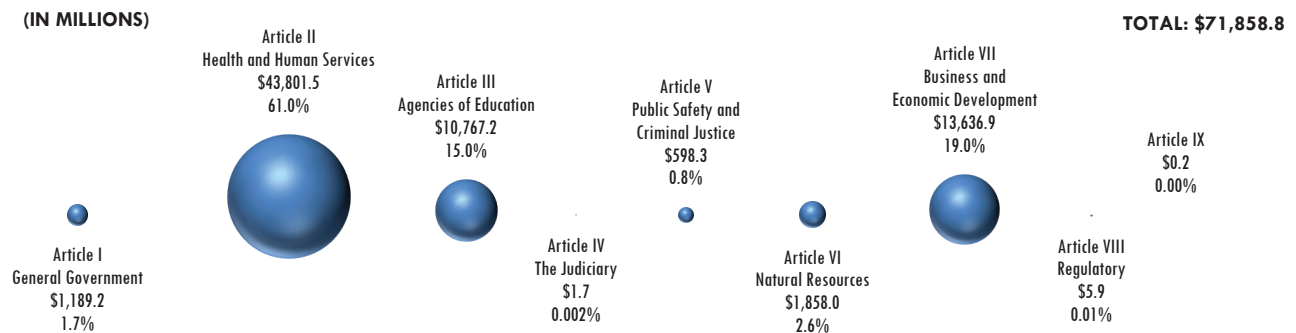 (IN MILLIONS)
TOTAL: $71,858.8
Article I
General Government
$1,189.2
1.7%
Article II
Health and Human Services
$43,801.5
61.0%
Article III
Agencies of Education
$10,767.2
15.0%
Article IV
The Judiciary
$1.7
0.002%
Article V
Public Safety and
Criminal Justice
$598.3
0.8%
Article VI
Natural Resources
$1,858.0
2.6%
Article VII
Business and
Economic Development
$13,636.9
19.0%
Article VIII
Regulatory
$5.9
0.01%
Article IX
$0.2
0.00%